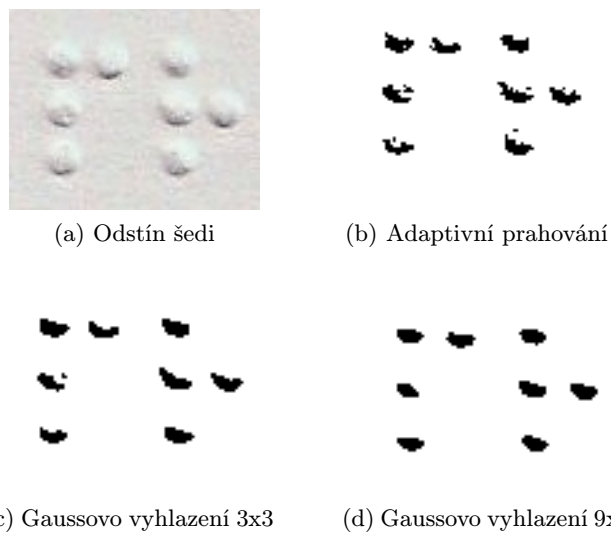 (a) Odstín šedi
(b) Adaptivní prahování
c) Gaussovo vyhlazení 3x3
(d) Gaussovo vyhlazení 9x